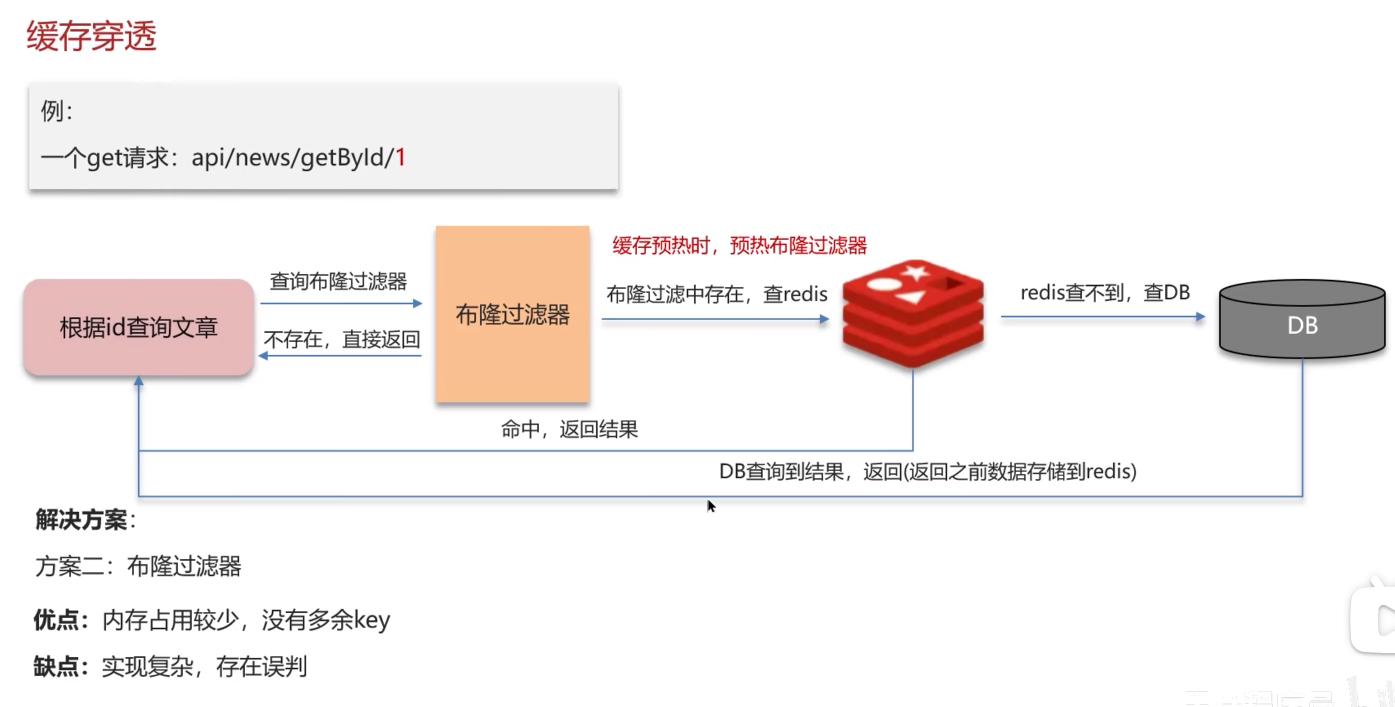 缓存穿透
例：
一个get请求：api/news/getById/1
缓存预热时，预热布隆过滤器
查询布隆过滤器
布隆过滤中存在，查redis
redis查不到，查DB
根据id查询文章
布隆过滤器
DB
不存在，直接返回
命中，返回结果
DB查询到结果，返回(返回之前数据存储到redis)
解决方案：
方案二：布隆过滤器
优点：内存占用较少，没有多余key
缺点：实现复杂，存在误判